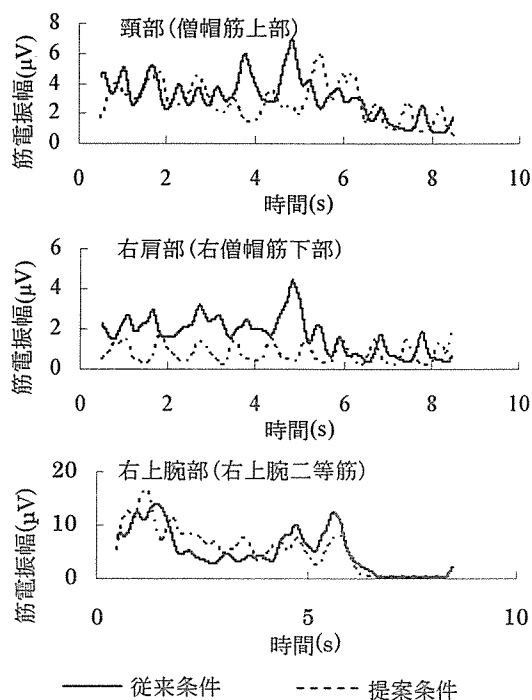 頸部(僧帽筋上部)
筋電振幅(μV)
8
6
4
2
0
0 2 4 6 8 10
時間(s)
右肩部(右僧帽筋下部)
筋電振幅(μV)
6
4
2
0
0 2 4 6 8 10
時間(s)
右上腕部(右上腕二等筋)
筋電振幅(μV)
20
10
0
0 5 10
時間(s)
従来条件 提案条件